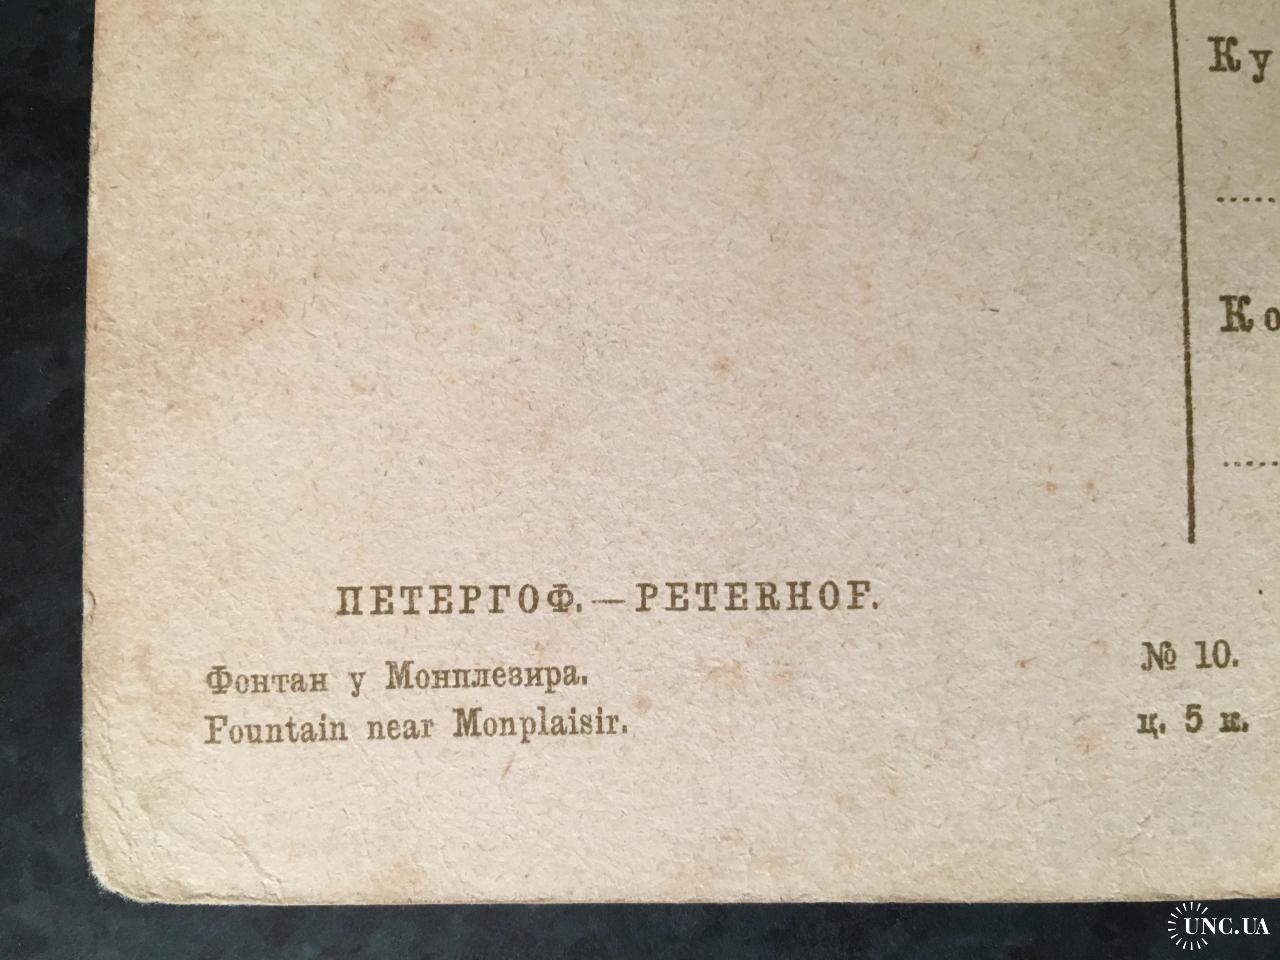 Ку
Ко
ПЕТЕРГОФ.—PETERHOF.
Фонтан у Монплезира.
Fountain near Monplaisir.
№ 10.
ц. 5 к.
UNC.UA